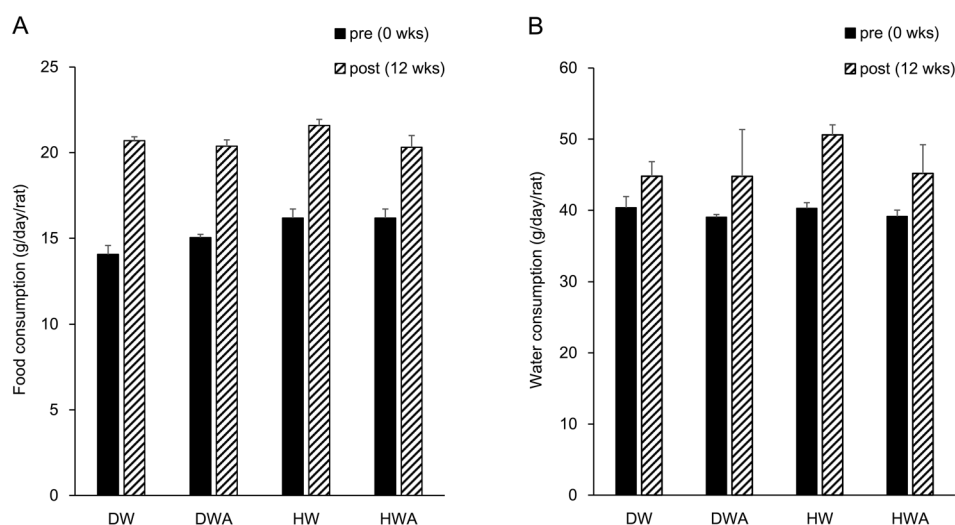 A
pre (0 wks)
post (12 wks)
Food consumption (g/day/rat)
25
20
15
10
5
0
DW DWA HW HWA
B
pre (0 wks)
post (12 wks)
Water consumption (g/day/rat)
60
50
40
30
20
10
0
DW DWA HW HWA